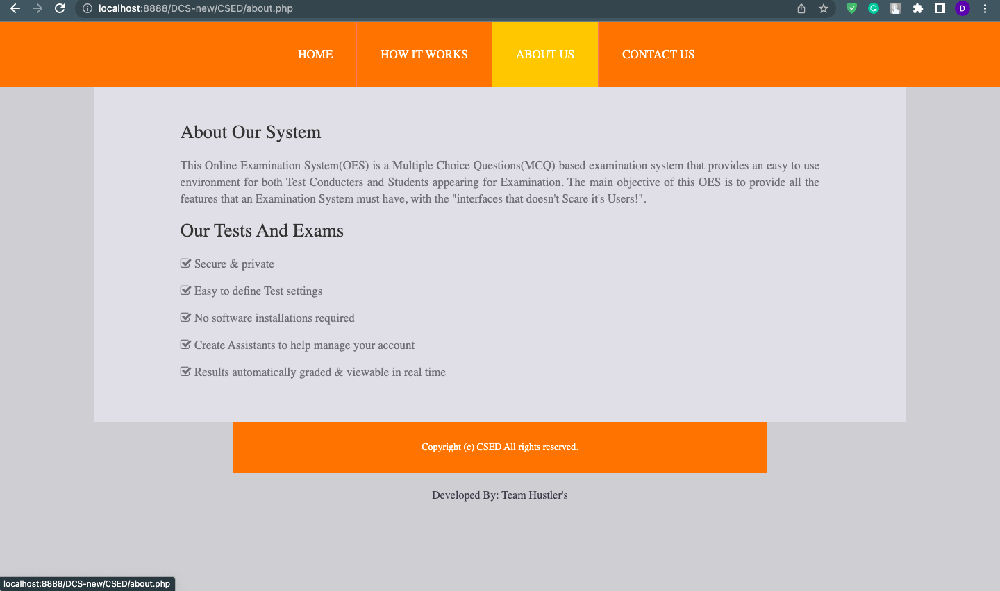 localhost:8888/DCS-new/CSED/about.php
D
HOME HOW IT WORKS ABOUT US CONTACT US
About Our System
This Online Examination System(OES) is a Multiple Choice Questions(MCQ) based examination system that provides an easy to use
environment for both Test Conducters and Students appearing for Examination. The main objective of this OES is to provide all the
features that an Examination System must have, with the "interfaces that doesn't Scare it's Users!".
Our Tests And Exams
Secure & private
Easy to define Test settings
No software installations required
Create Assistants to help manage your account
Results automatically graded & viewable in real time
Copyright (c) CSED All rights reserved.
Developed By: Team Hustler's
localhost:8888/DCS-new/CSED/about.php